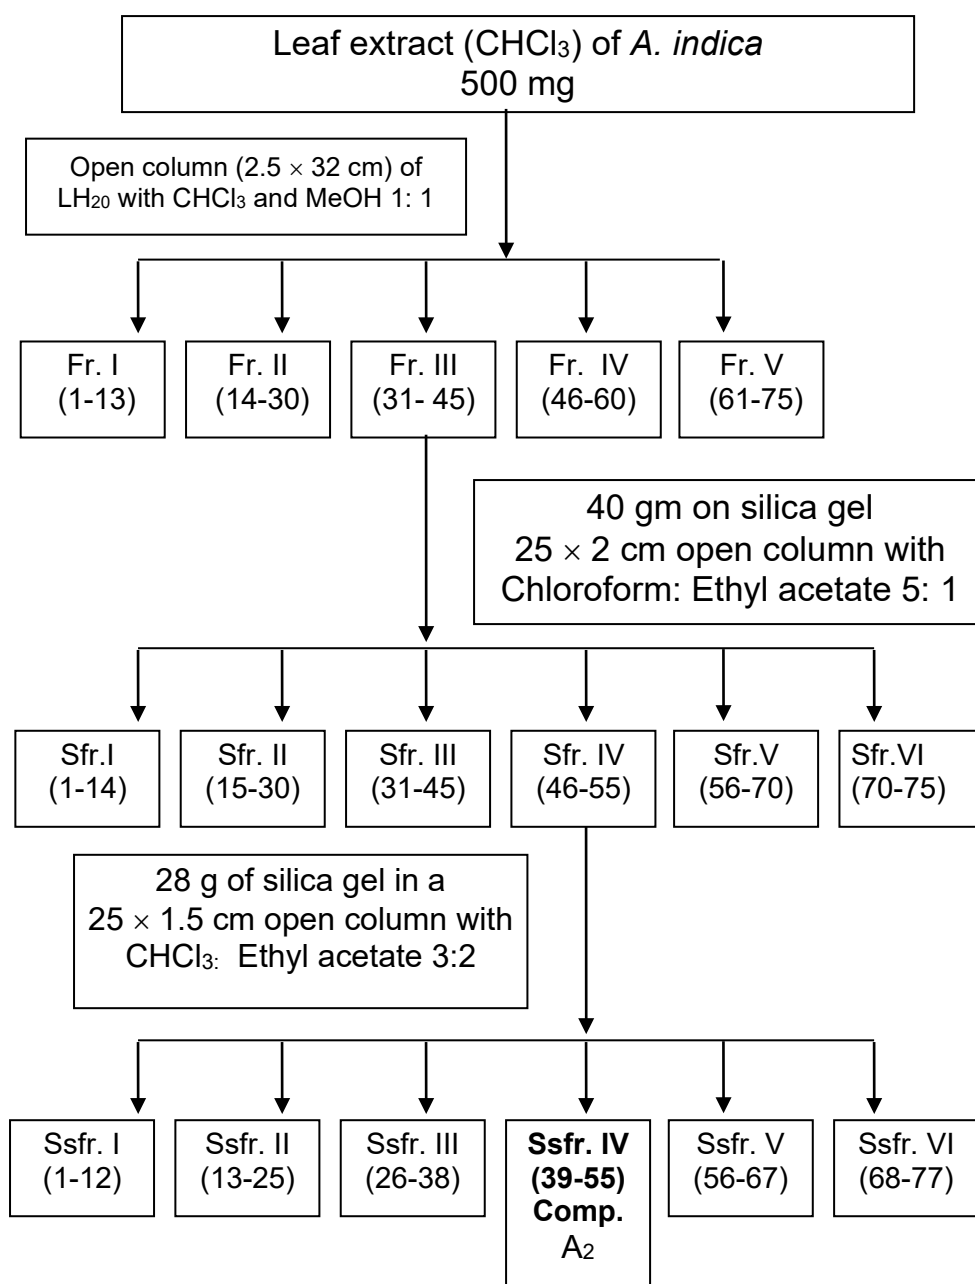 Leaf extract (CHCl₃) of A. indica
500 mg
Open column (2.5 × 32 cm) of
LH₂₀ with CHCl₃ and MeOH 1: 1
Fr. I
(1-13)
Fr. II
(14-30)
Fr. III
(31- 45)
Fr. IV
(46-60)
Fr. V
(61-75)
40 gm on silica gel
25 × 2 cm open column with
Chloroform: Ethyl acetate 5: 1
Sfr.I
(1-14)
Sfr. II
(15-30)
Sfr. III
(31-45)
Sfr. IV
(46-55)
Sfr.V
(56-70)
Sfr.VI
(70-75)
28 g of silica gel in a
25 × 1.5 cm open column with
CHCl₃: Ethyl acetate 3:2
Ssfr. I
(1-12)
Ssfr. II
(13-25)
Ssfr. III
(26-38)
Ssfr. IV
(39-55)
Comp.
A₂
Ssfr. V
(56-67)
Ssfr. VI
(68-77)